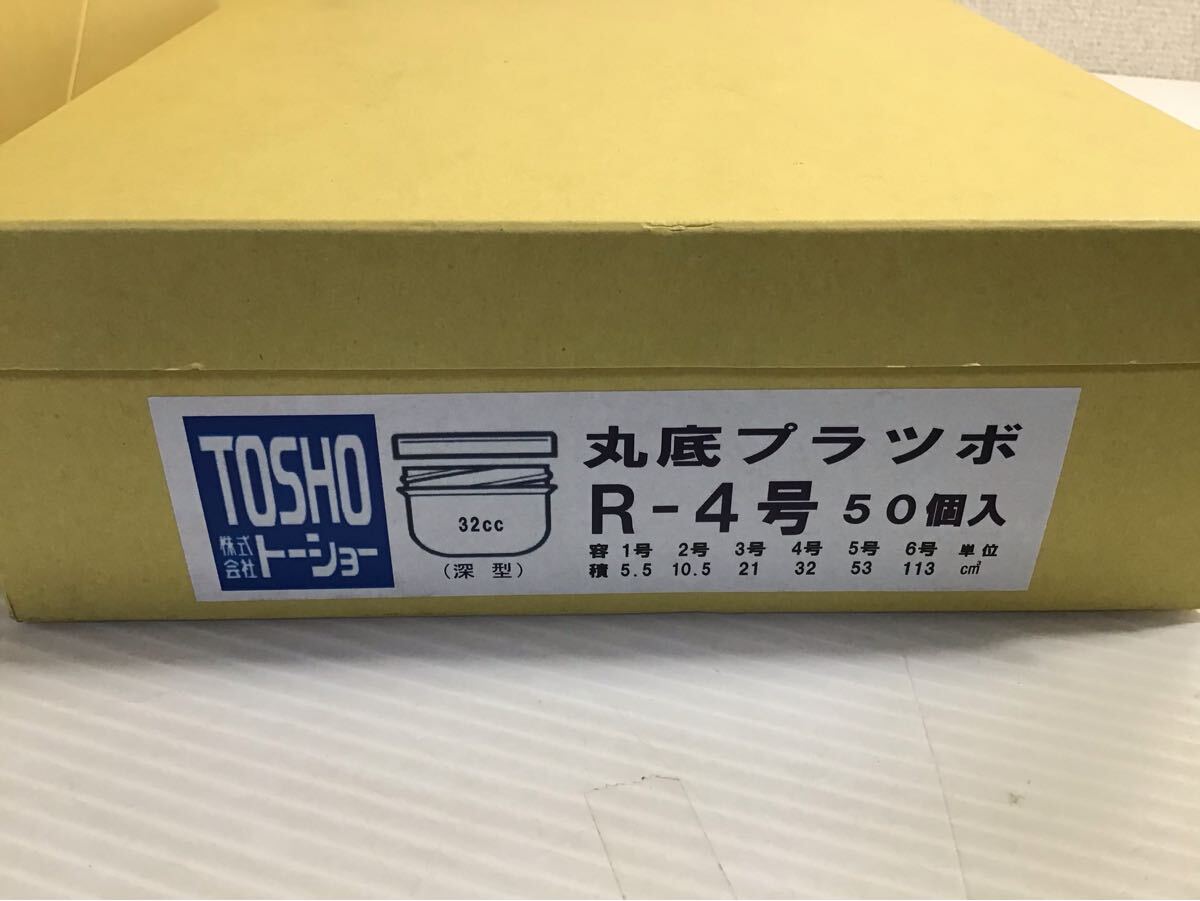 TOSHO
株式会社 トーショー
32cc
(深 型)
丸底プラツボ
R-4号 50個入
容 1号 2号 3号 4号 5号 6号 単位
積 5.5 10.5 21 32 53 113 cm³